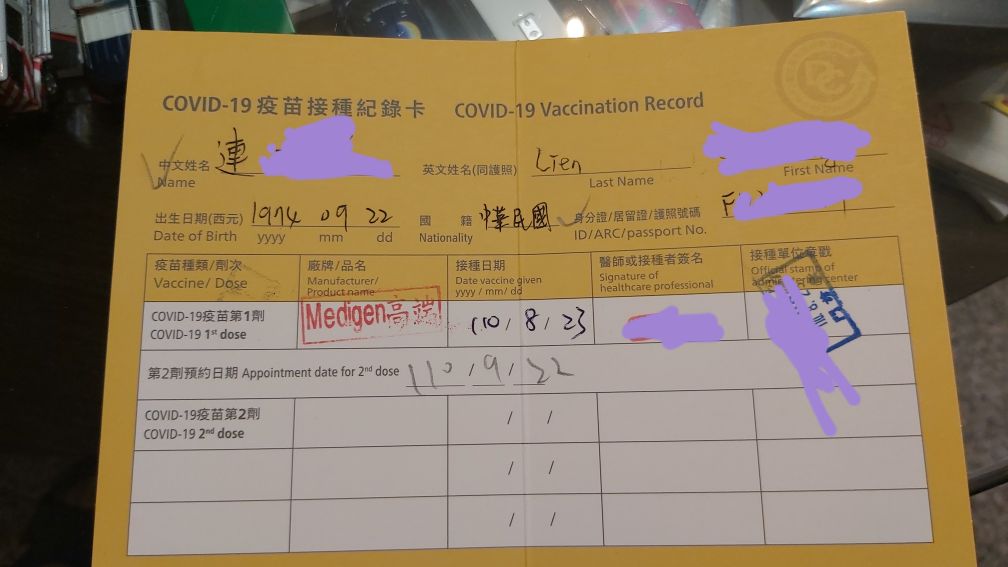 COVID-19疫苗接種紀錄卡 COVID-19 Vaccination Record
中文姓名 連 英文姓名(同護照) Lien
Name Last Name First Name
出生日期(西元) 1974 09 22 國籍 中華民國 身分證/居留證/護照號碼
Date of Birth yyyy mm dd Nationality ID/ARC/passport No.
疫苗種類/劑次 廠牌/品名 接種日期 醫師或接種者簽名 接種單位章戳
Vaccine/ Dose Manufacturer/ Date vaccine given Signature of Official stamp of
Product name yyyy / mm/ dd healthcare professional administering center
COVID-19疫苗第1劑 Medigen高端 110 / 8 / 23
COVID-19 1st dose
第2劑預約日期 Appointment date for 2nd dose 110 / 9 / 22
COVID-19疫苗第2劑 / /
COVID-19 2nd dose
/ /
/ /